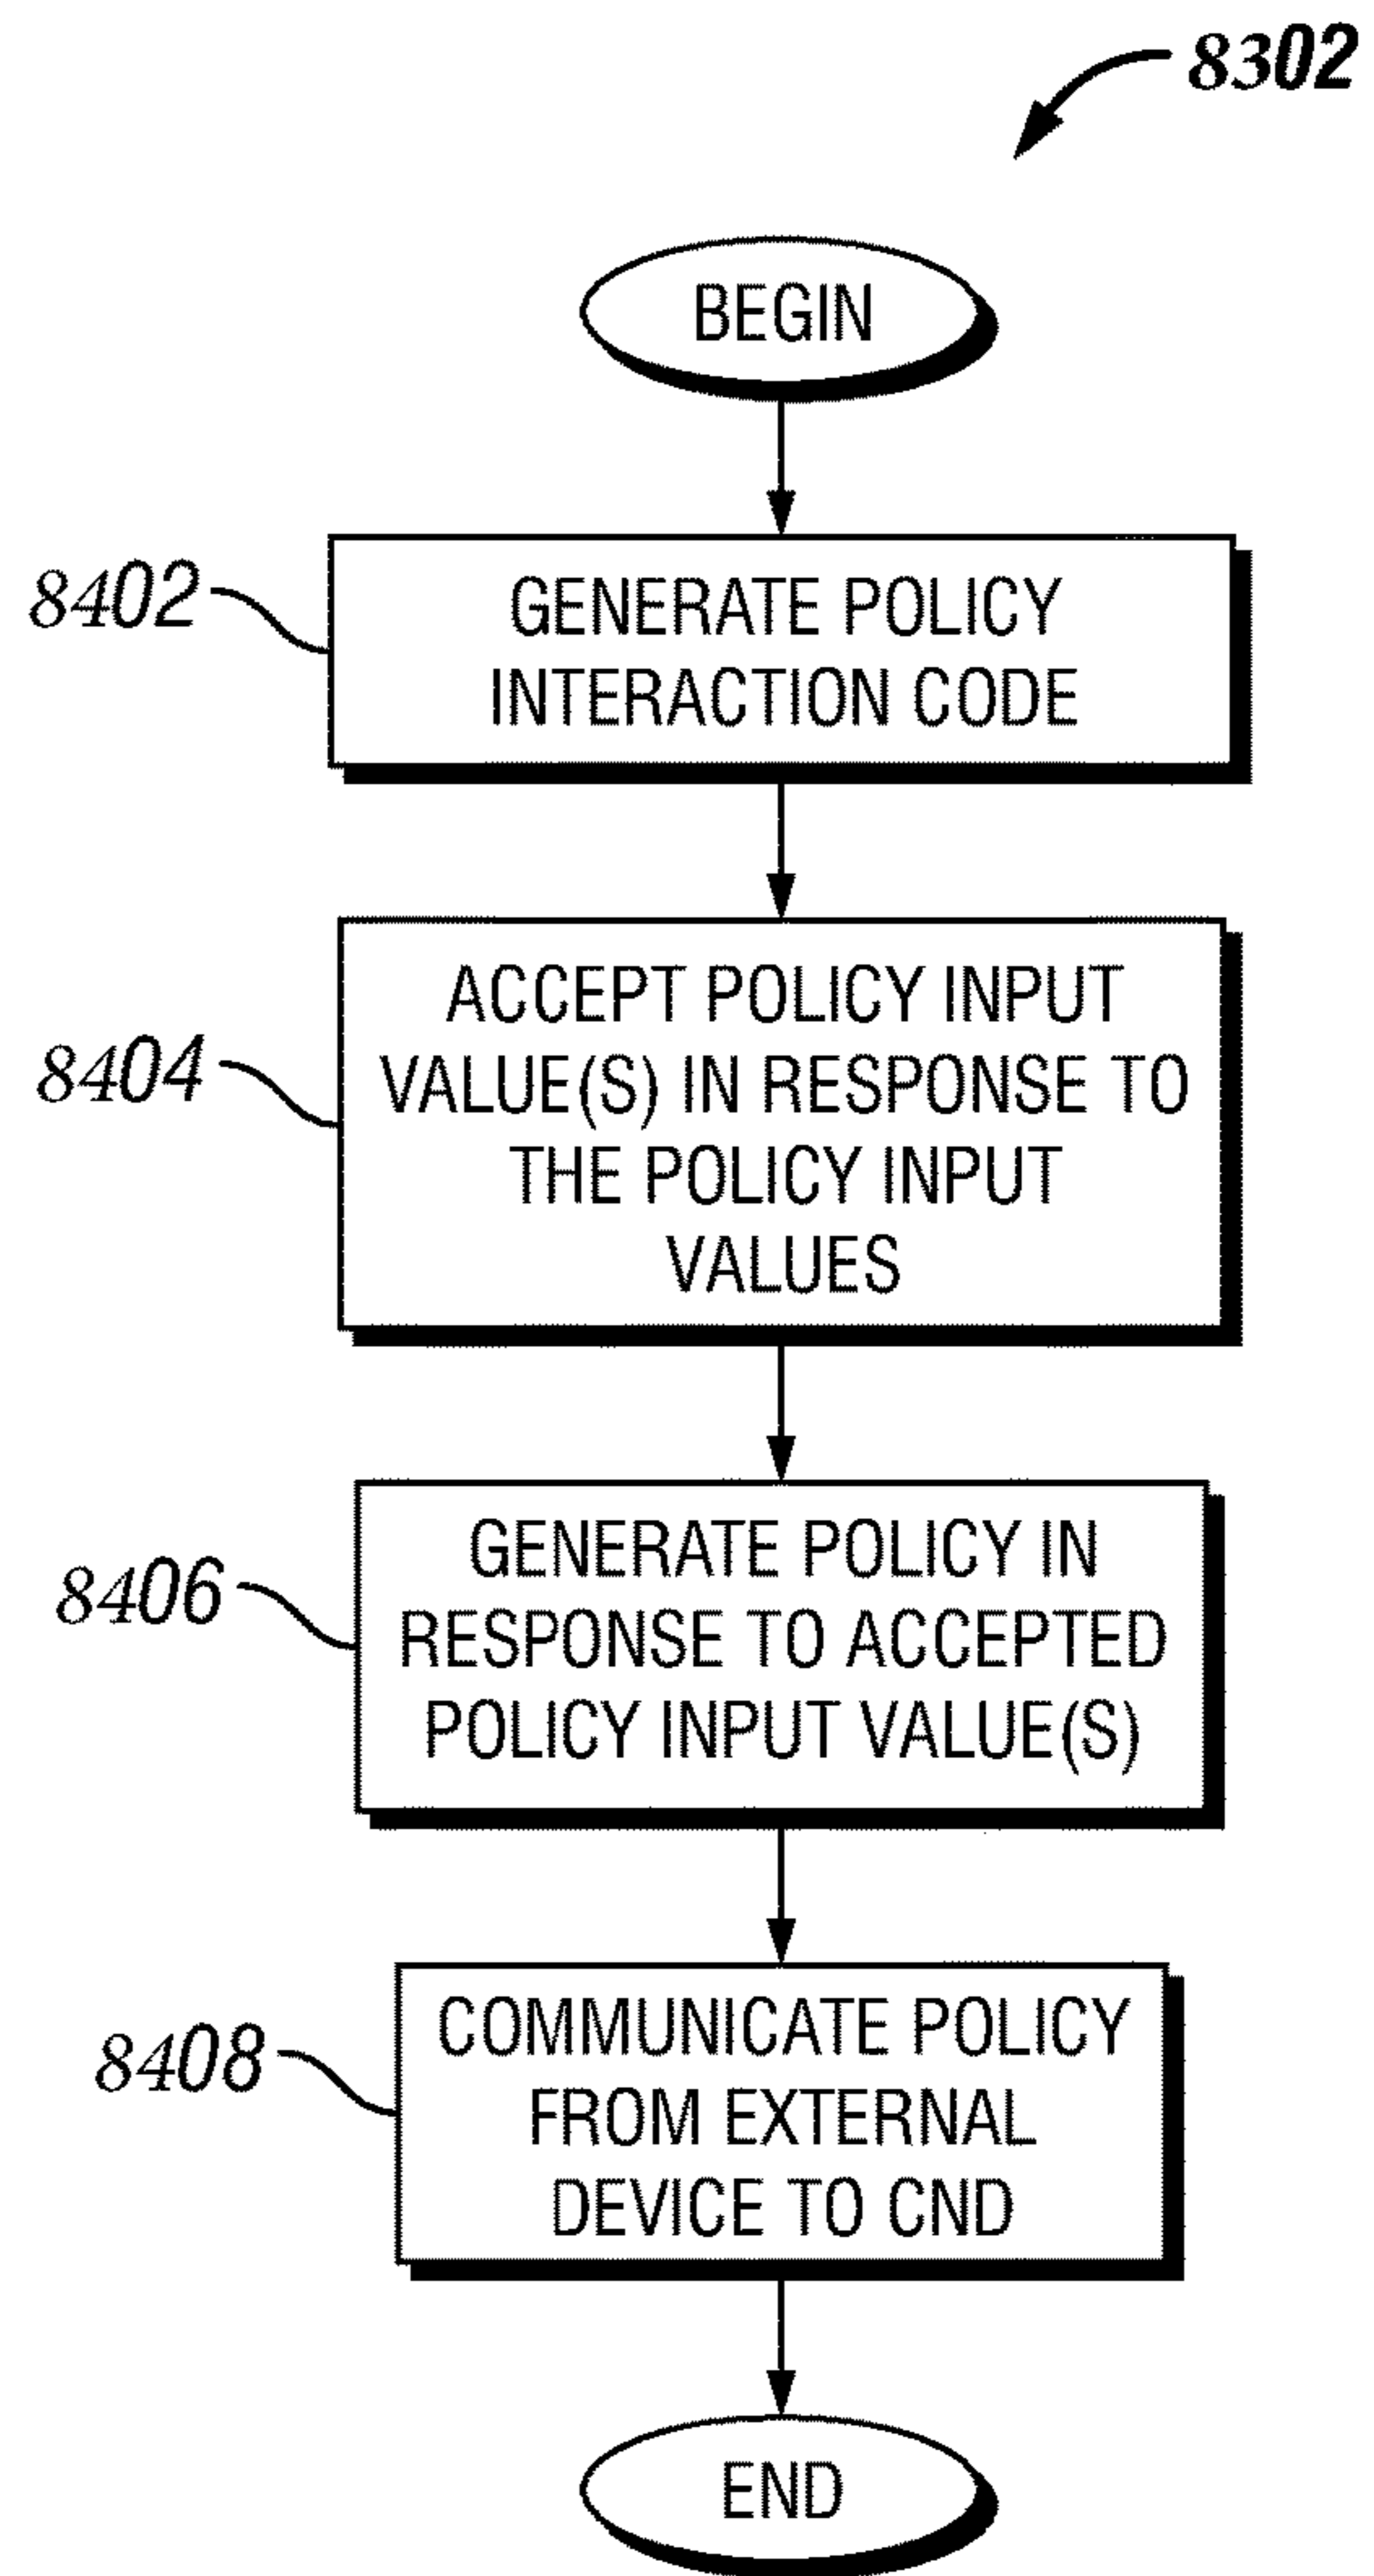 8302
BEGIN
8402
GENERATE POLICY
INTERACTION CODE
8404
ACCEPT POLICY INPUT
VALUE(S) IN RESPONSE TO
THE POLICY INPUT
VALUES
8406
GENERATE POLICY IN
RESPONSE TO ACCEPTED
POLICY INPUT VALUE(S)
8408
COMMUNICATE POLICY
FROM EXTERNAL
DEVICE TO CND
END